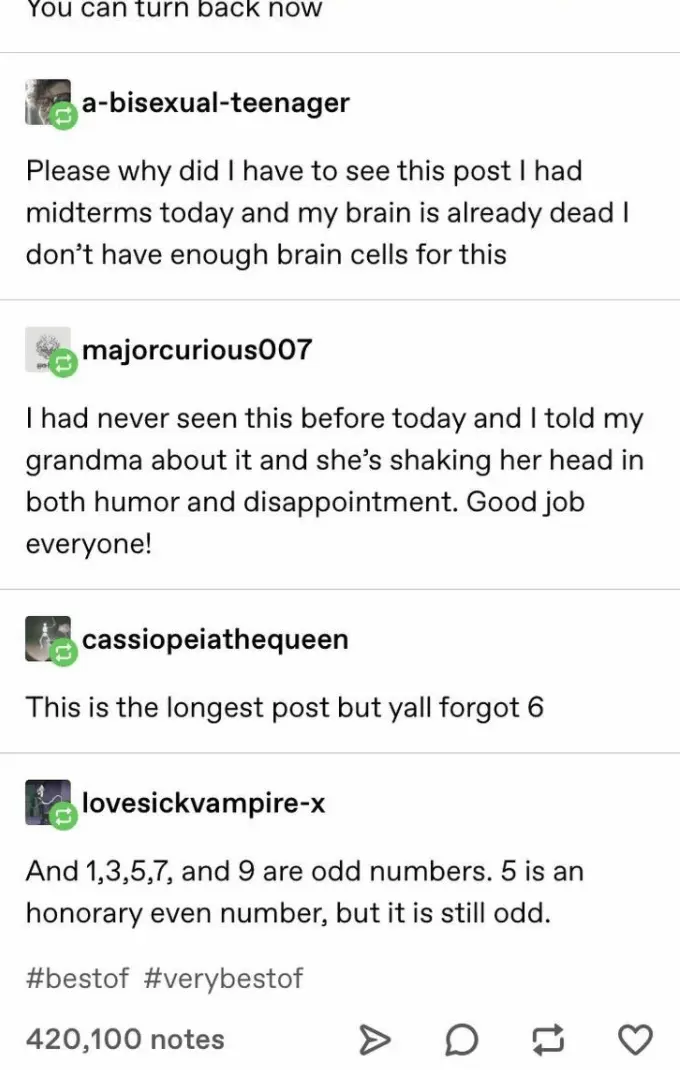 You can turn back now
a-bisexual-teenager
Please why did I have to see this post I had
midterms today and my brain is already dead I
don’t have enough brain cells for this
majorcurious007
I had never seen this before today and I told my
grandma about it and she’s shaking her head in
both humor and disappointment. Good job
everyone!
cassiopeiathequeen
This is the longest post but yall forgot 6
lovesickvampire-x
And 1,3,5,7, and 9 are odd numbers. 5 is an
honorary even number, but it is still odd.
#bestof #verybestof
420,100 notes